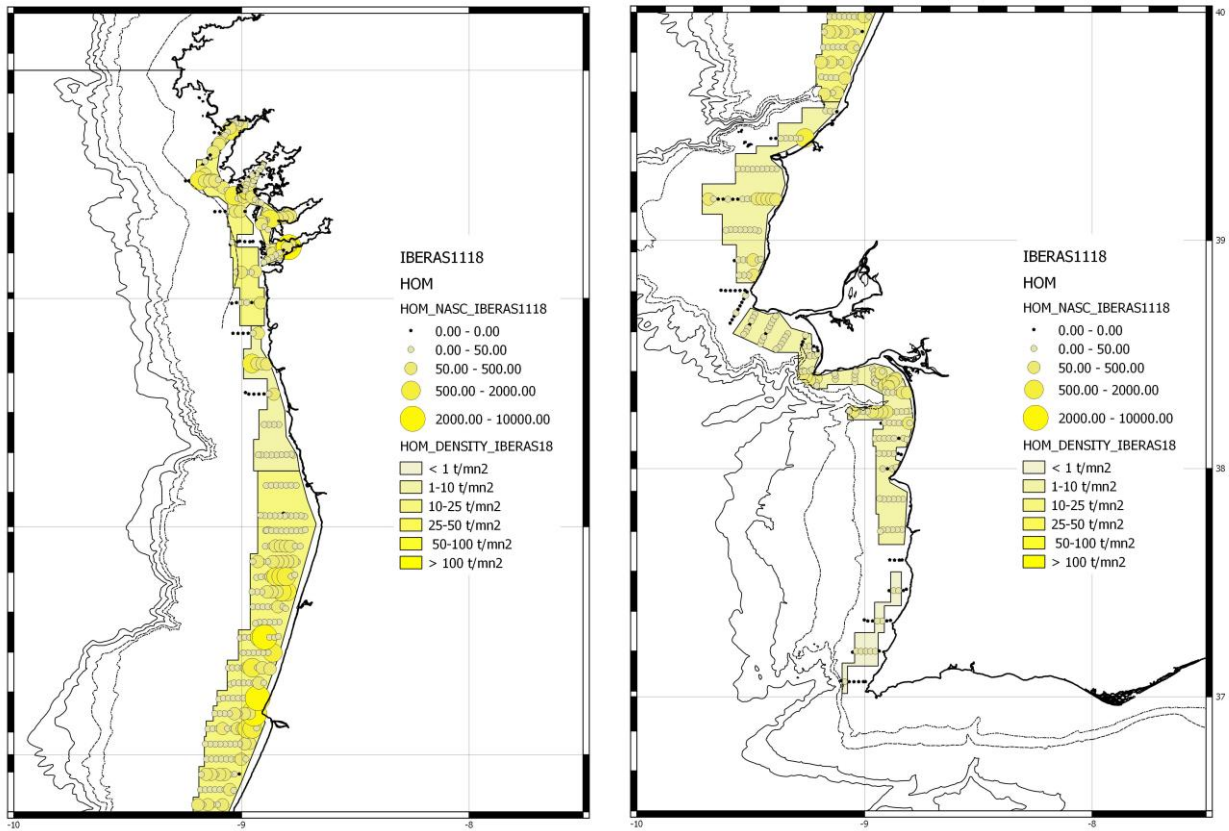 IBERAS1118
HOM
HOM_NASC_IBERAS1118
0.00 - 0.00
0.00 - 50.00
50.00 - 500.00
500.00 - 2000.00
2000.00 - 10000.00
HOM_DENSITY_IBERAS18
< 1 t/mn2
1-10 t/mn2
10-25 t/mn2
25-50 t/mn2
50-100 t/mn2
> 100 t/mn2
-10
-9
-8
40
39
38
37
IBERAS1118
HOM
HOM_NASC_IBERAS1118
0.00 - 0.00
0.00 - 50.00
50.00 - 500.00
500.00 - 2000.00
2000.00 - 10000.00
HOM_DENSITY_IBERAS18
< 1 t/mn2
1-10 t/mn2
10-25 t/mn2
25-50 t/mn2
50-100 t/mn2
> 100 t/mn2
-10
-9
-8